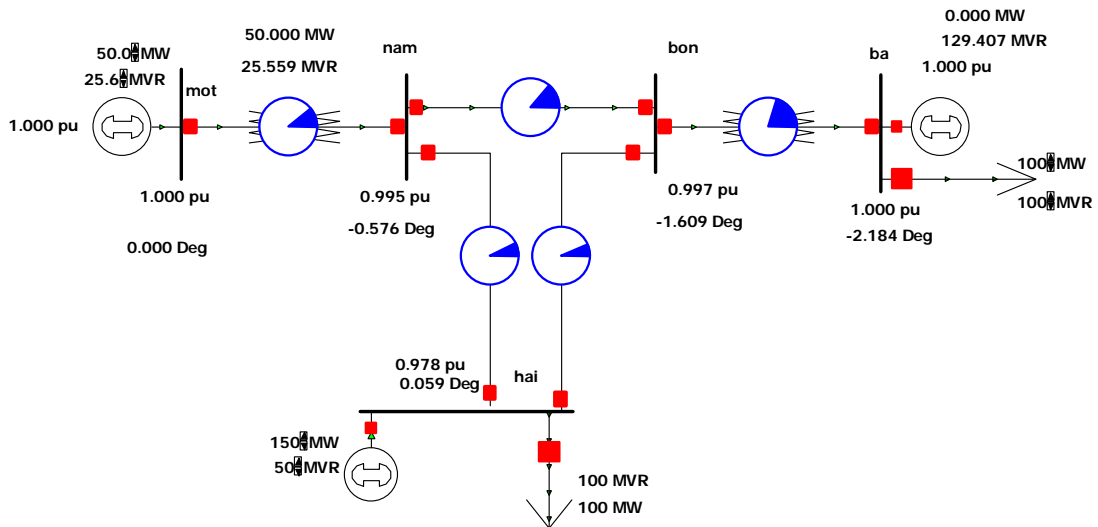 50.0 MW
25.6 MVR
1.000 pu
mot
1.000 pu
0.000 Deg
50.000 MW
25.559 MVR
nam
0.995 pu
-0.576 Deg
bon
0.997 pu
-1.609 Deg
ba
0.000 MW
129.407 MVR
1.000 pu
100 MW
100 MVR
1.000 pu
-2.184 Deg
0.978 pu
0.059 Deg
hai
150 MW
50 MVR
100 MVR
100 MW